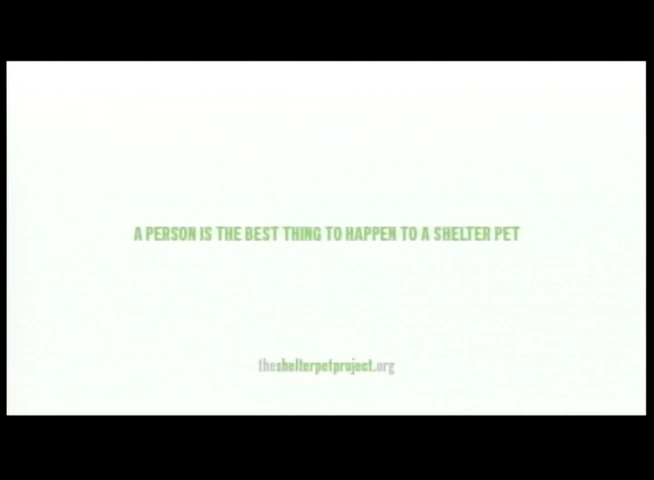 A PERSON IS THE BEST THING TO HAPPEN TO A SHELTER PET
theshelterpetproject.org